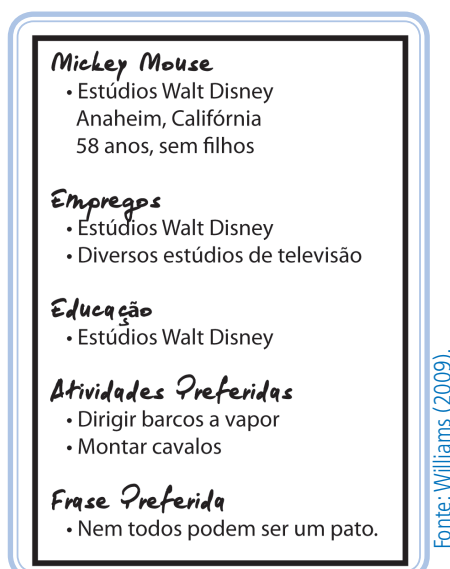 Mickey Mouse
• Estúdios Walt Disney
Anaheim, Califórnia
58 anos, sem filhos
Empregos
• Estúdios Walt Disney
• Diversos estúdios de televisão
Educação
• Estúdios Walt Disney
Atividades Preferidas
• Dirigir barcos a vapor
• Montar cavalos
Frase Preferida
• Nem todos podem ser um pato.
Fonte: Williams (2009).